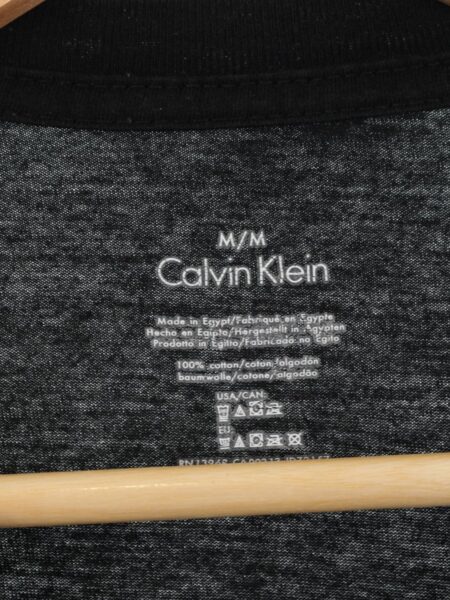 M/M
Calvin Klein
Made in Egypt/Fabriqué en Egypte
Hecho en Egipto/Hergestellt in Ägypten
Prodotto in Egitto/Fabricado na Egito
100% cotton/coton/algodón
baumwolle/cotone/algodão
USA/CAN:
EU: